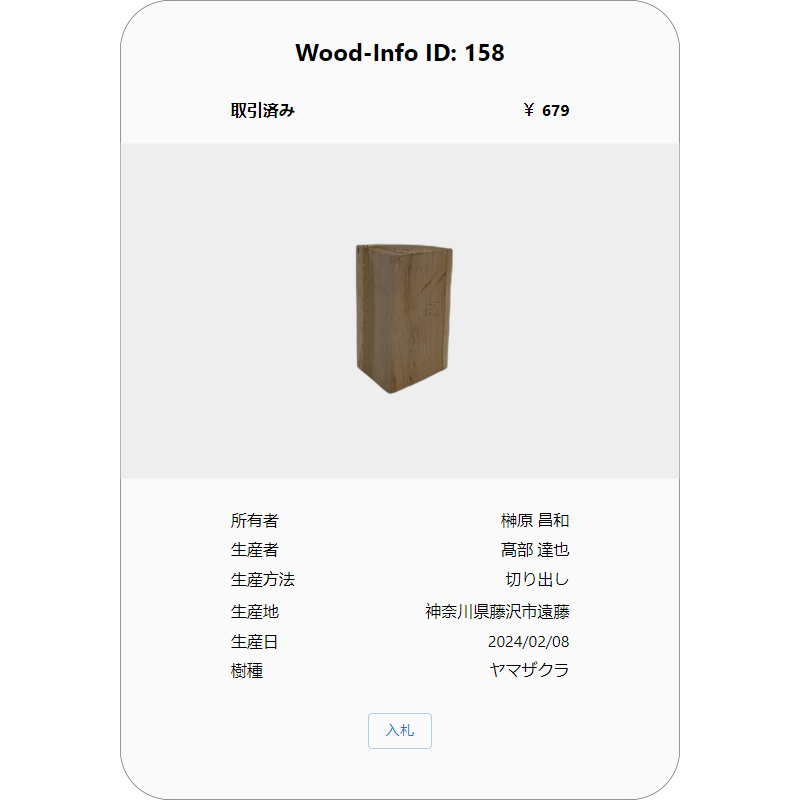 Wood-Info ID: 158
取引済み ￥ 679
所有者 榊原 昌和
生産者 髙部 達也
生産方法 切り出し
生産地 神奈川県藤沢市遠藤
生産日 2024/02/08
樹種 ヤマザクラ
入札